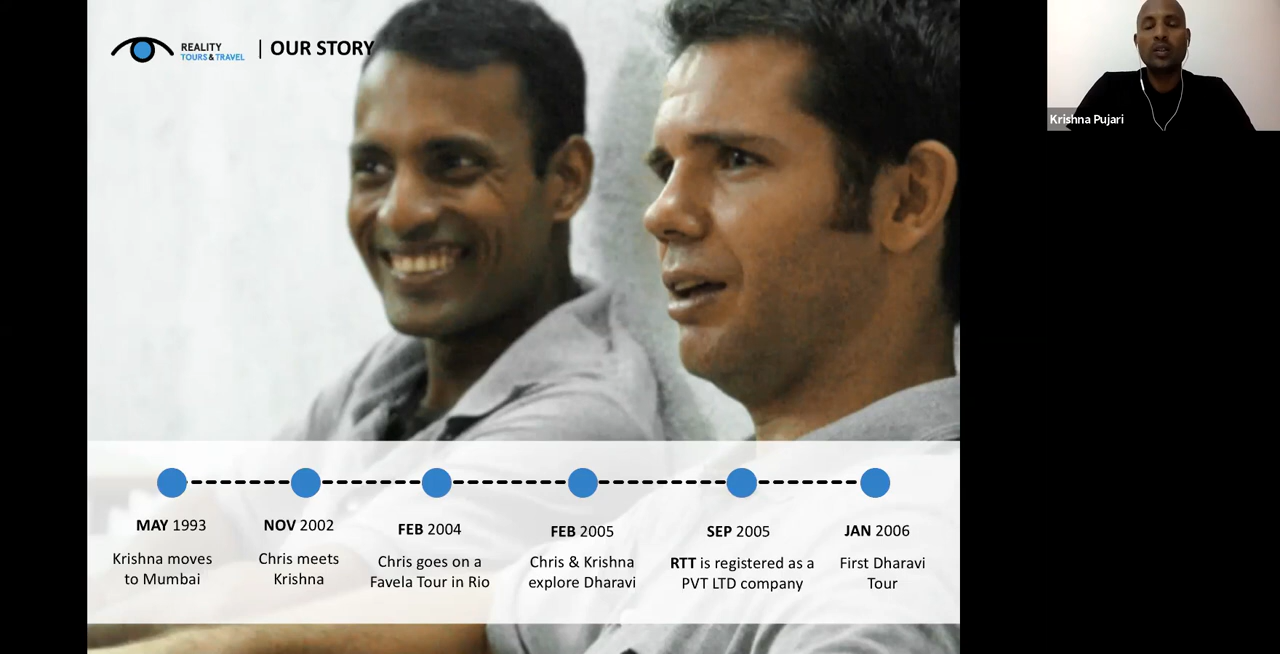 REALITY
TOURS & TRAVEL
| OUR STORY
Krishna Pujari
MAY 1993
Krishna moves
to Mumbai
NOV 2002
Chris meets
Krishna
FEB 2004
Chris goes on a
Favela Tour in Rio
FEB 2005
Chris & Krishna
explore Dharavi
SEP 2005
RTT is registered as a
PVT LTD company
JAN 2006
First Dharavi
Tour